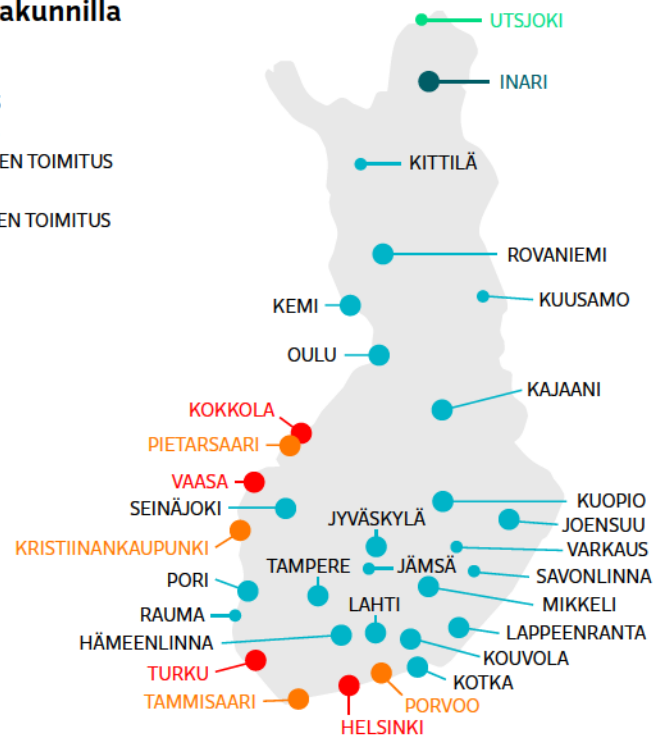 akunnilla
EN TOIMITUS
EN TOIMITUS
UTSJOKI
INARI
KITTILÄ
ROVANIEMI
KUUSAMO
KEMI
OULU
KAJAANI
KOKKOLA
PIETARSAARI
VAASA
SEINÄJOKI
KUOPIO
JYVÄSKYLÄ
JOENSUU
KRISTIINANKAUPUNKI
VARKAUS
TAMPERE
JÄMSÄ
SAVONLINNA
PORI
LAHTI
MIKKELI
RAUMA
LAPPEENRANTA
HÄMEENLINNA
KOUVOLA
TURKU
KOTKA
TAMMISAARI
PORVOO
HELSINKI